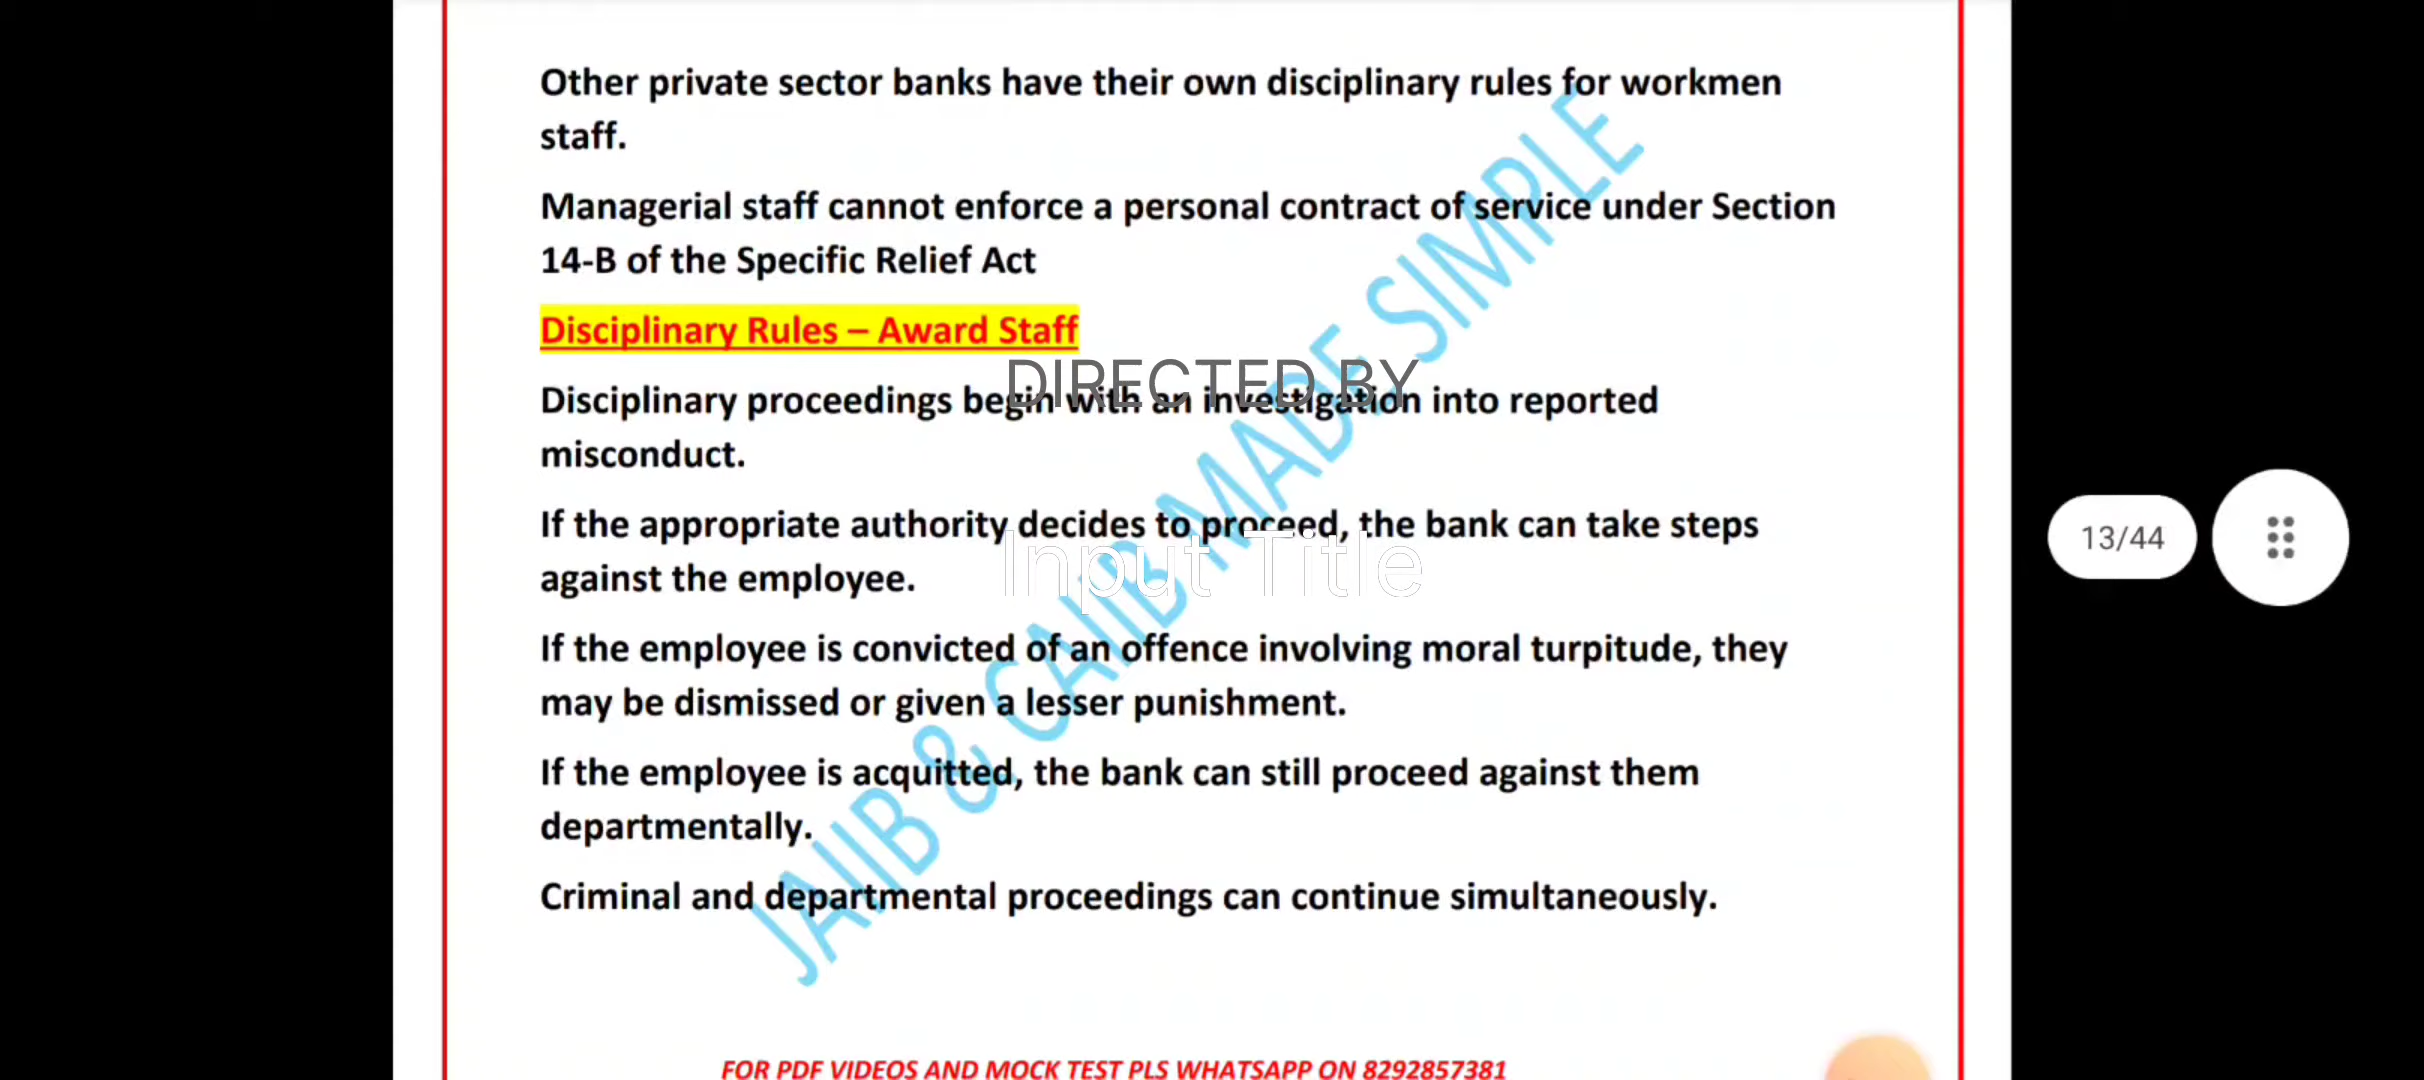 Other private sector banks have their own disciplinary rules for workmen
staff.
Managerial staff cannot enforce a personal contract of service under Section
14-B of the Specific Relief Act
Disciplinary Rules – Award Staff
DIRECTED BY
Disciplinary proceedings begin with an investigation into reported
misconduct.
If the appropriate authority decides to proceed, the bank can take steps
Input Title
against the employee.
13/44
If the employee is convicted of an offence involving moral turpitude, they
may be dismissed or given a lesser punishment.
If the employee is acquitted, the bank can still proceed against them
departmentally.
Criminal and departmental proceedings can continue simultaneously.
JAIIB & CAIIB MADE SIMPLE
FOR PDF VIDEOS AND MOCK TEST PLS WHATSAPP ON 8292857381